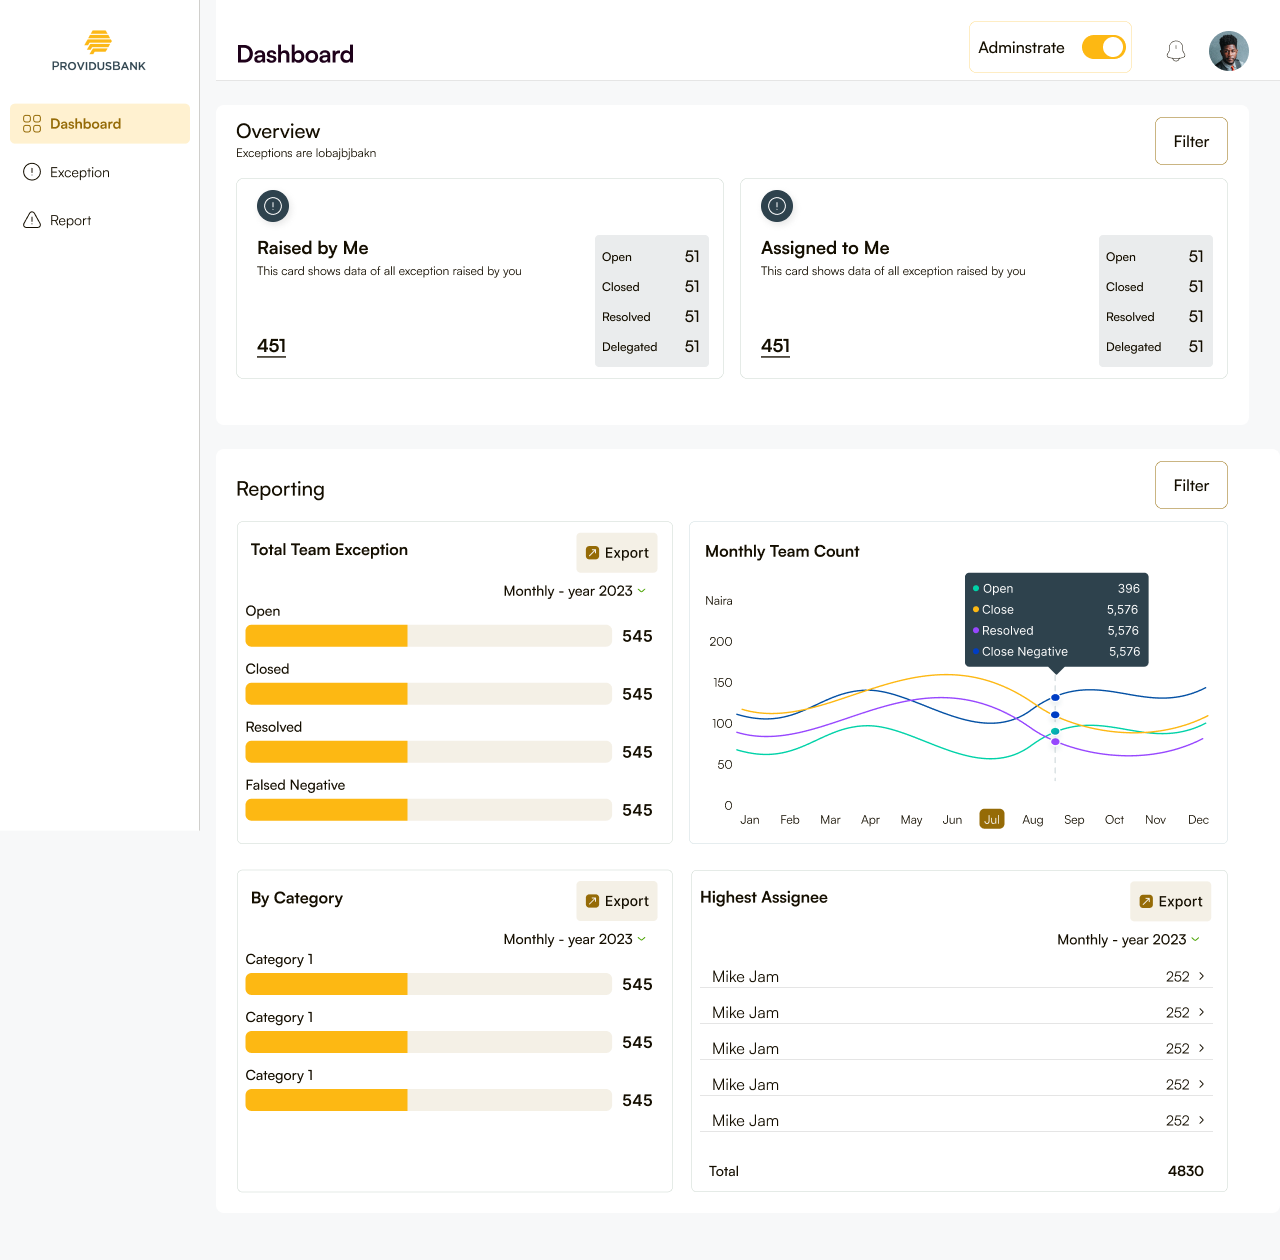 PROVIDUSBANK
Dashboard
Exception
Report
Dashboard
Adminstrate
Overview
Exceptions are lobajbjbakn
Filter
Raised by Me
This card shows data of all exception raised by you
451
Open 51
Closed 51
Resolved 51
Delegated 51
Assigned to Me
This card shows data of all exception raised by you
451
Open 51
Closed 51
Resolved 51
Delegated 51
Reporting
Filter
Total Team Exception
Export
Monthly - year 2023
Open
545
Closed
545
Resolved
545
Falsed Negative
545
Monthly Team Count
Naira
200
150
100
50
0
Open 396
Close 5,576
Resolved 5,576
Close Negative 5,576
Jan Feb Mar Apr May Jun Jul Aug Sep Oct Nov Dec
By Category
Export
Monthly - year 2023
Category 1
545
Category 1
545
Category 1
545
Highest Assignee
Export
Monthly - year 2023
Mike Jam 252
Mike Jam 252
Mike Jam 252
Mike Jam 252
Mike Jam 252
Total 4830